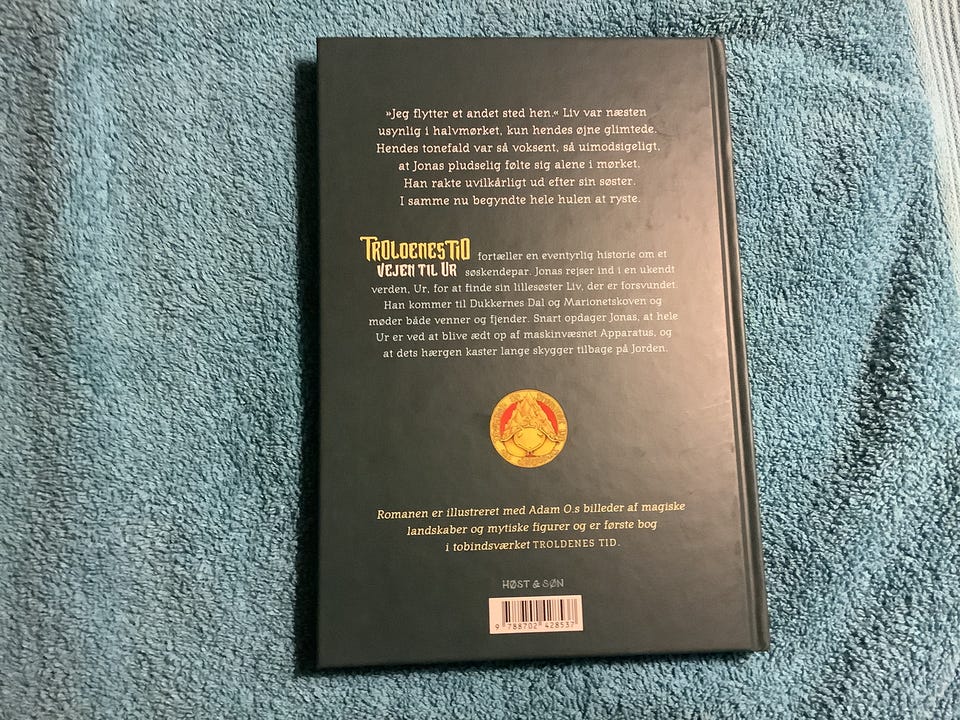 »Jeg flytter et andet sted hen.« Liv var næsten
usynlig i halvmørket, kun hendes øjne glimtede.
Hendes tonefald var så voksent, så uimodsigeligt,
at Jonas pludselig følte sig alene i mørket.
Han rakte uvilkårligt ud efter sin søster.
I samme nu begyndte hele hulen at ryste.
TROLDENES TID
VEJEN TIL UR
fortæller en eventyrlig historie om et
søskendepar. Jonas rejser ind i en ukendt
verden, Ur, for at finde sin lillesøster Liv, der er forsvundet.
Han kommer til Dukkernes Dal og Marionetskoven og
møder både venner og fjender. Snart opdager Jonas, at hele
Ur er ved at blive ædt op af maskinvæsnet Apparatus, og
at dets hærgen kaster lange skygger tilbage på Jorden.
Romanen er illustreret med Adam O.s billeder af magiske
landskaber og mytiske figurer og er første bog
i tobindsværket TROLDENES TID.
HØST & SØN
9 788702 428537